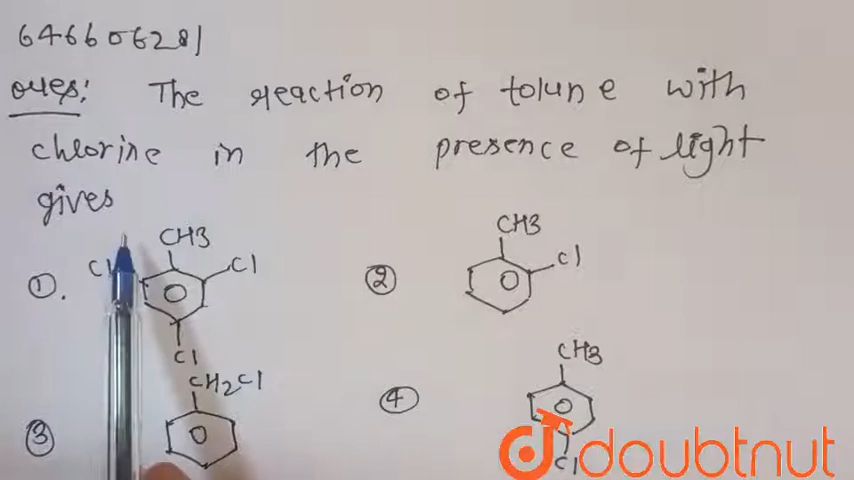 646606281
Ques: The reaction of tolune with
chlorine in the presence of light
gives
CH3
Cl
Cl
①.
Cl
CH3
Cl
②
CH2Cl
③
CH3
④
Cl
doubtnut